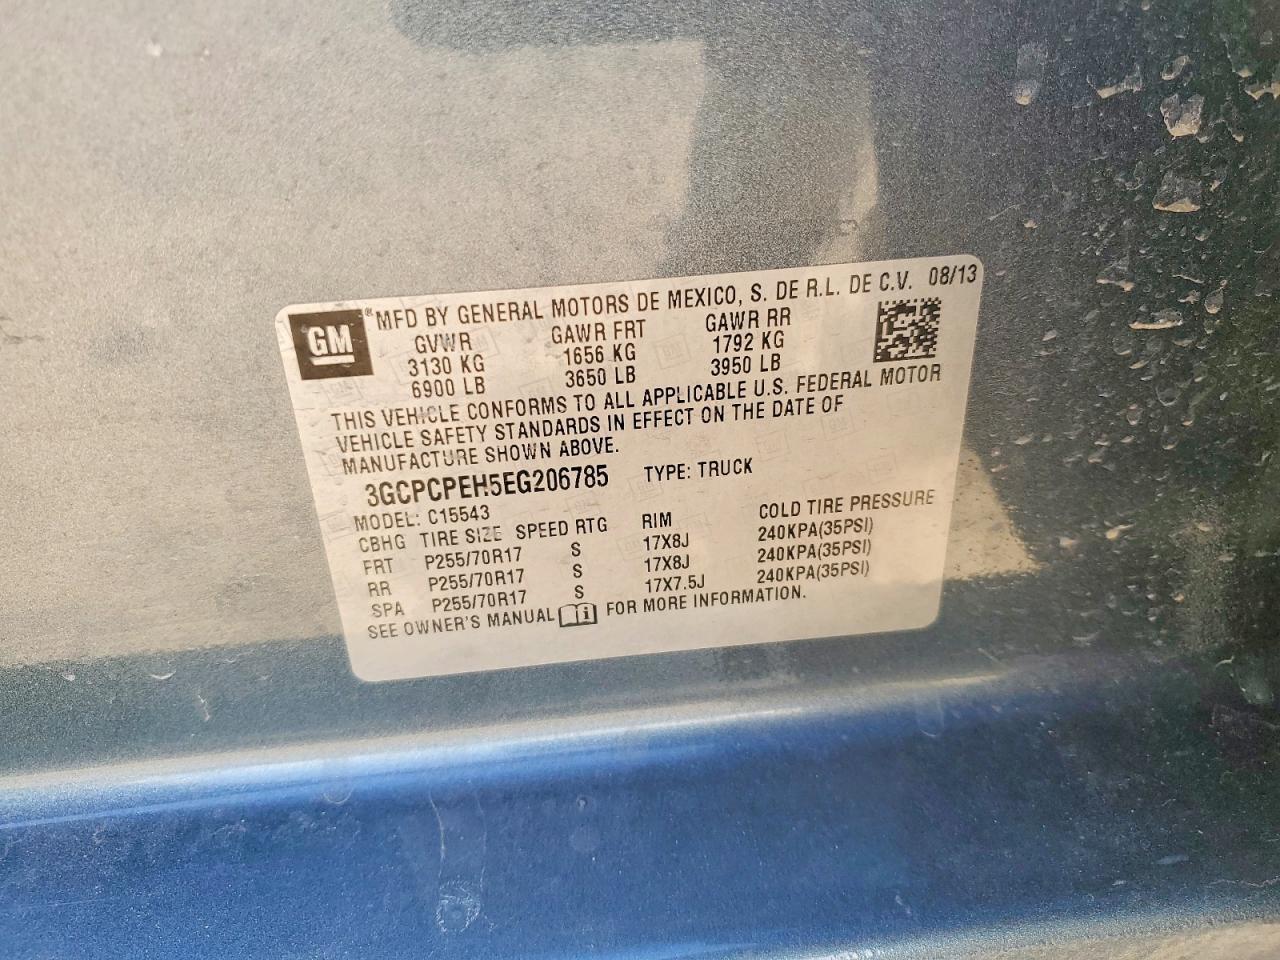 GM
® MFD BY GENERAL MOTORS DE MEXICO, S. DE R.L. DE C.V. 08/13
GVWR GAWR FRT GAWR RR
3130 KG 1656 KG 1792 KG
6900 LB 3650 LB 3950 LB
THIS VEHICLE CONFORMS TO ALL APPLICABLE U.S. FEDERAL MOTOR
VEHICLE SAFETY STANDARDS IN EFFECT ON THE DATE OF
MANUFACTURE SHOWN ABOVE.
3GCPCPEH5EG206785 TYPE: TRUCK
MODEL: C15543
CBHG TIRE SIZE SPEED RTG RIM COLD TIRE PRESSURE
FRT P255/70R17 S 17X8J 240KPA(35PSI)
RR P255/70R17 S 17X8J 240KPA(35PSI)
SPA P255/70R17 S 17X7.5J 240KPA(35PSI)
SEE OWNER'S MANUAL i FOR MORE INFORMATION.